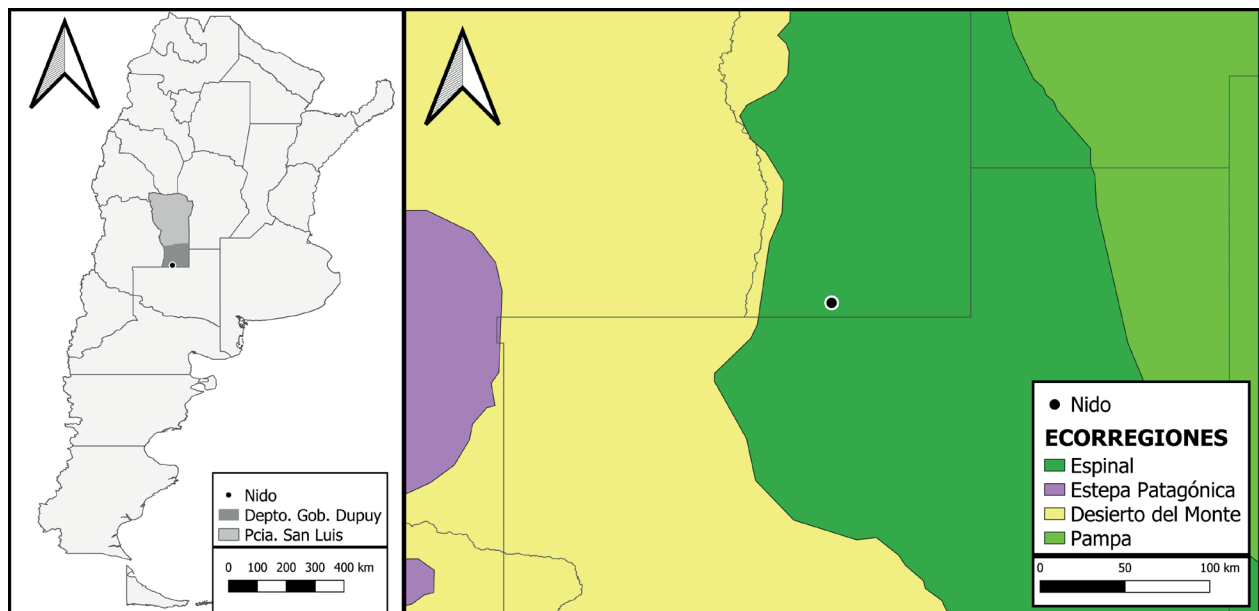 Nido
Depto. Gob. Dupuy
Pcia. San Luis
0 100 200 300 400 km
Nido
ECORREGIONES
Espinal
Estepa Patagónica
Desierto del Monte
Pampa
0 50 100 km